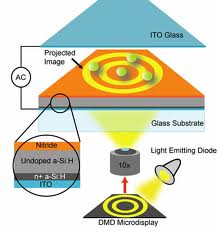 ITO Glass
Projected
Image
AC
Glass Substrate
Nitride
Undoped a-Si:H
n+ a-Si:H
ITO
10x
Light Emitting Diode
DMD Microdisplay